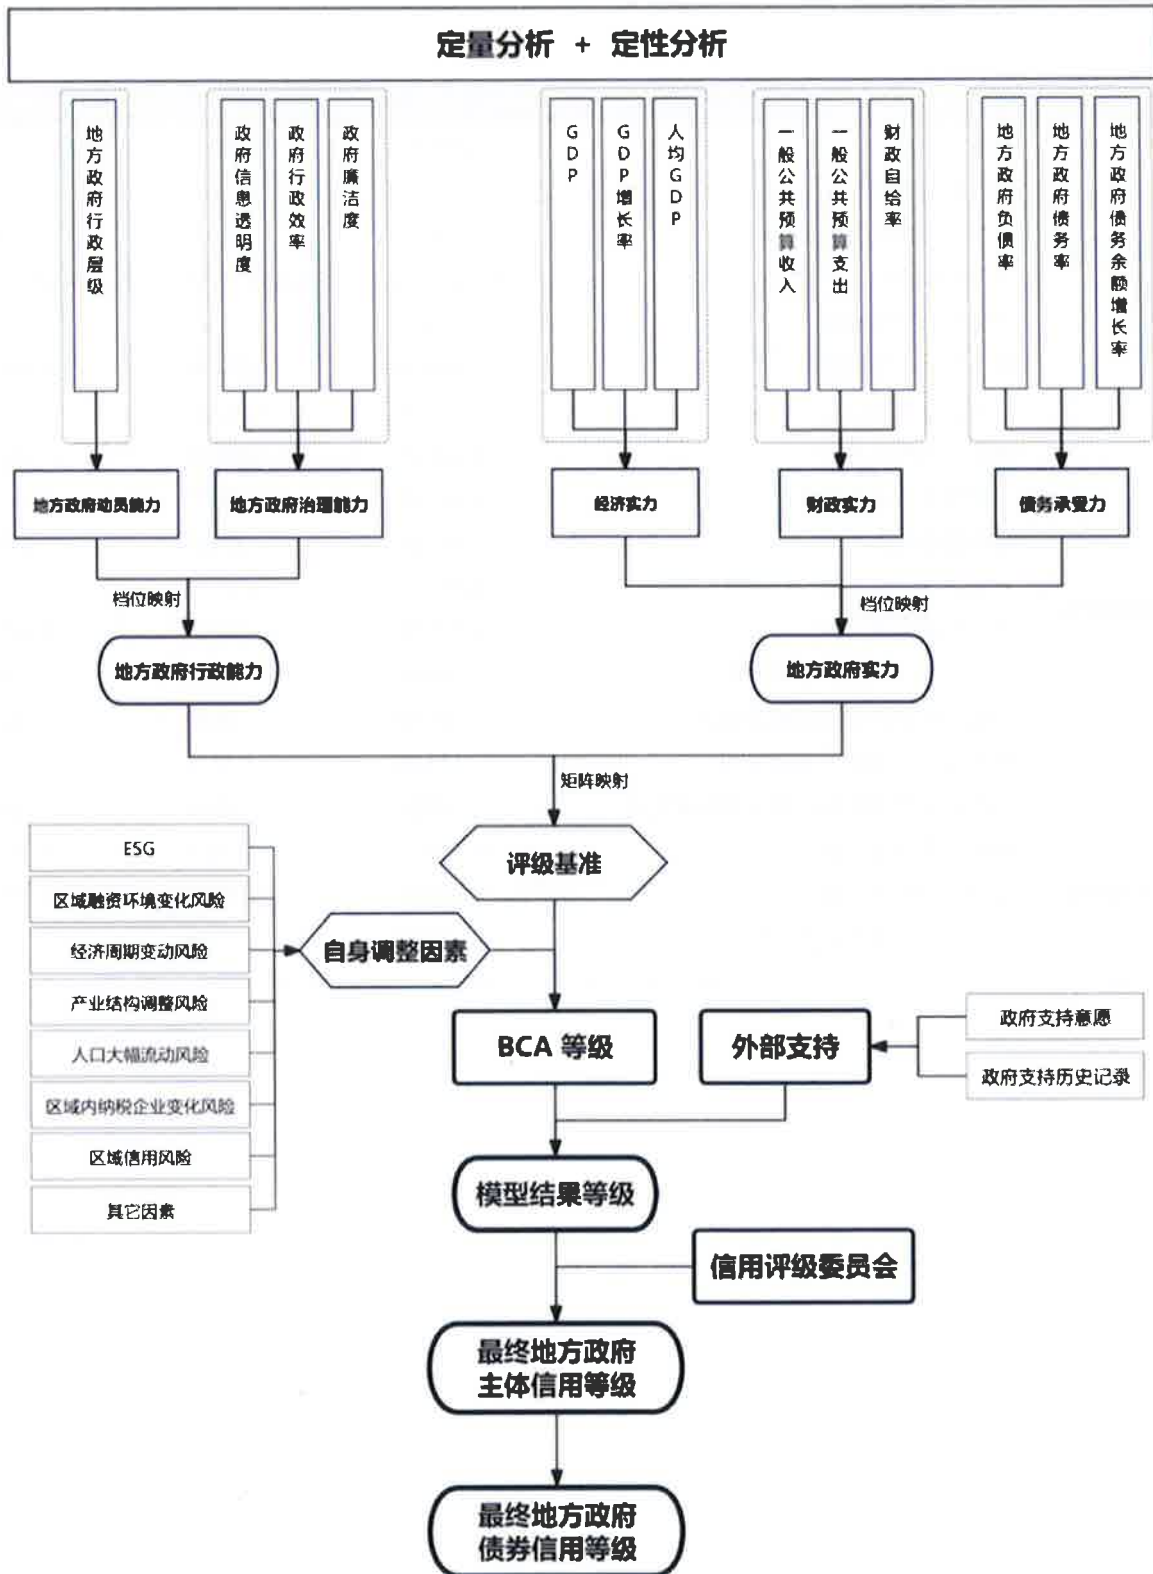 定量分析 + 定性分析
地方政府行政层级
政府信息透明度
政府行政效率
政府廉洁度
GDP
GDP增长率
人均GDP
一般公共预算收入
一般公共预算支出
财政自给率
地方政府负债率
地方政府债务率
地方政府债务余额增长率
地方政府动员能力
地方政府治理能力
经济实力
财政实力
债务承受力
档位映射
档位映射
地方政府行政能力
地方政府实力
矩阵映射
评级基准
ESG
区域融资环境变化风险
经济周期变动风险
产业结构调整风险
人口大幅流动风险
区域内纳税企业变化风险
区域信用风险
其它因素
自身调整因素
BCA 等级
外部支持
政府支持意愿
政府支持历史记录
模型结果等级
信用评级委员会
最终地方政府
主体信用等级
最终地方政府
债券信用等级